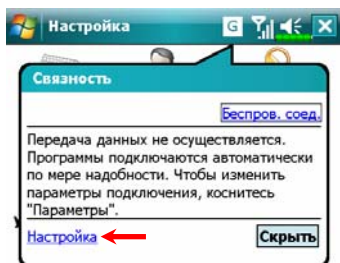 Настройка
G
Связность
Беспров. соед.
Передача данных не осуществляется.
Программы подключаются автоматически
по мере надобности. Чтобы изменить
параметры подключения, коснитесь
"Параметры".
Настройка
Скрыть